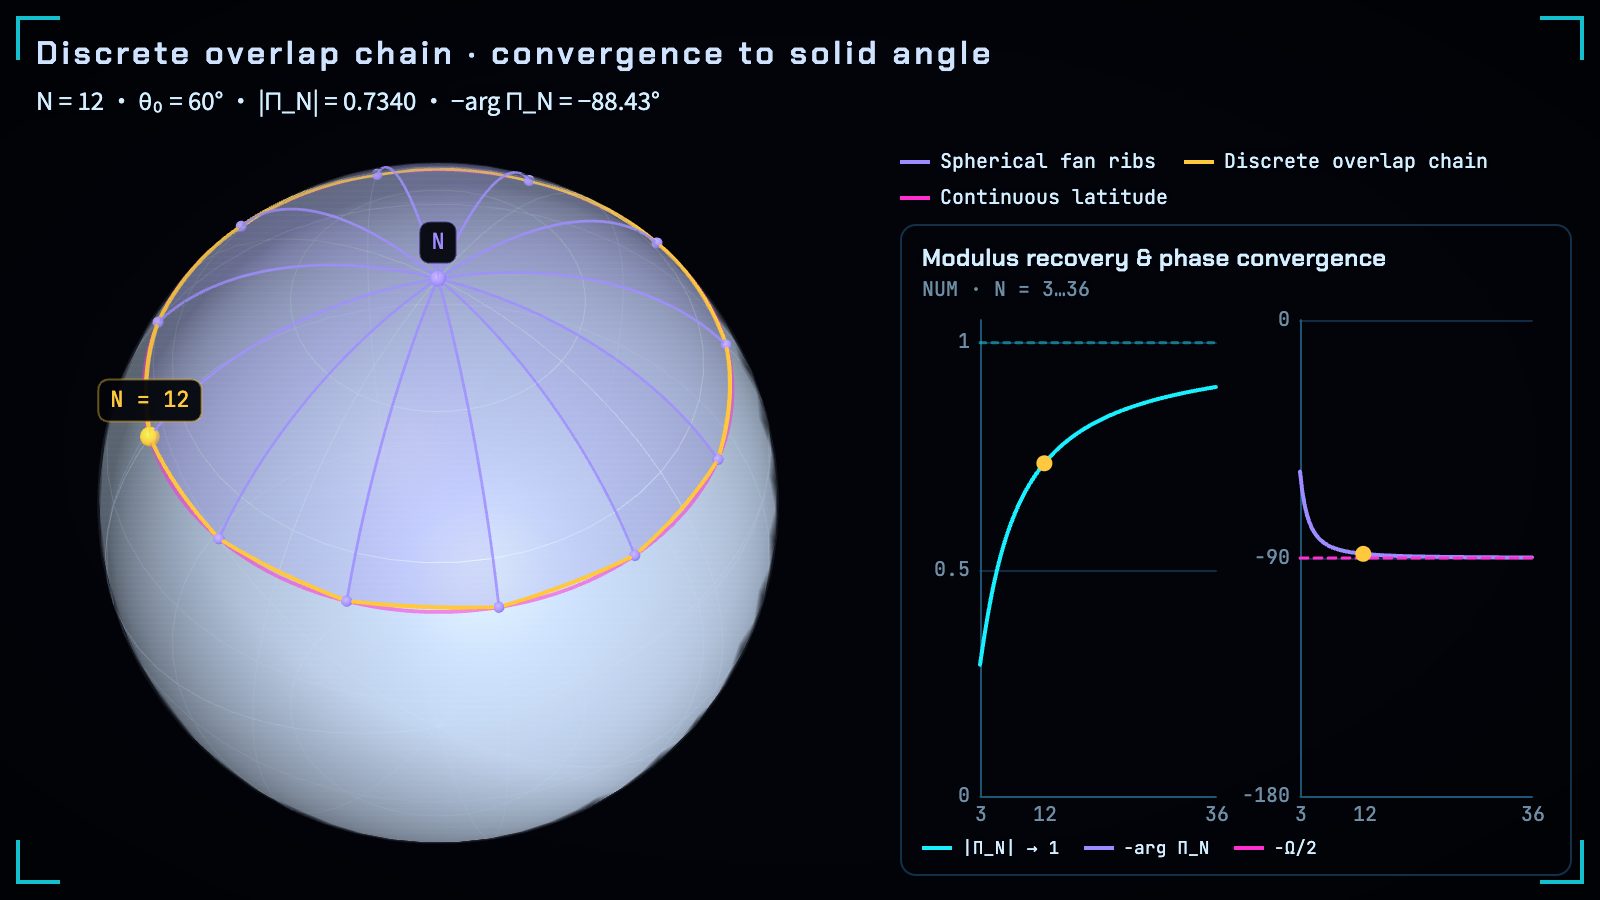 Discrete overlap chain · convergence to solid angle
N = 12 • θ₀ = 60° • |Π_N| = 0.7340 • −arg Π_N = −88.43°
Spherical fan ribs
Discrete overlap chain
Continuous latitude
N
N = 12
Modulus recovery & phase convergence
NUM · N = 3…36
1
0.5
0
3
12
36
0
-90
-180
3
12
36
|Π_N| → 1
-arg Π_N
-Ω/2